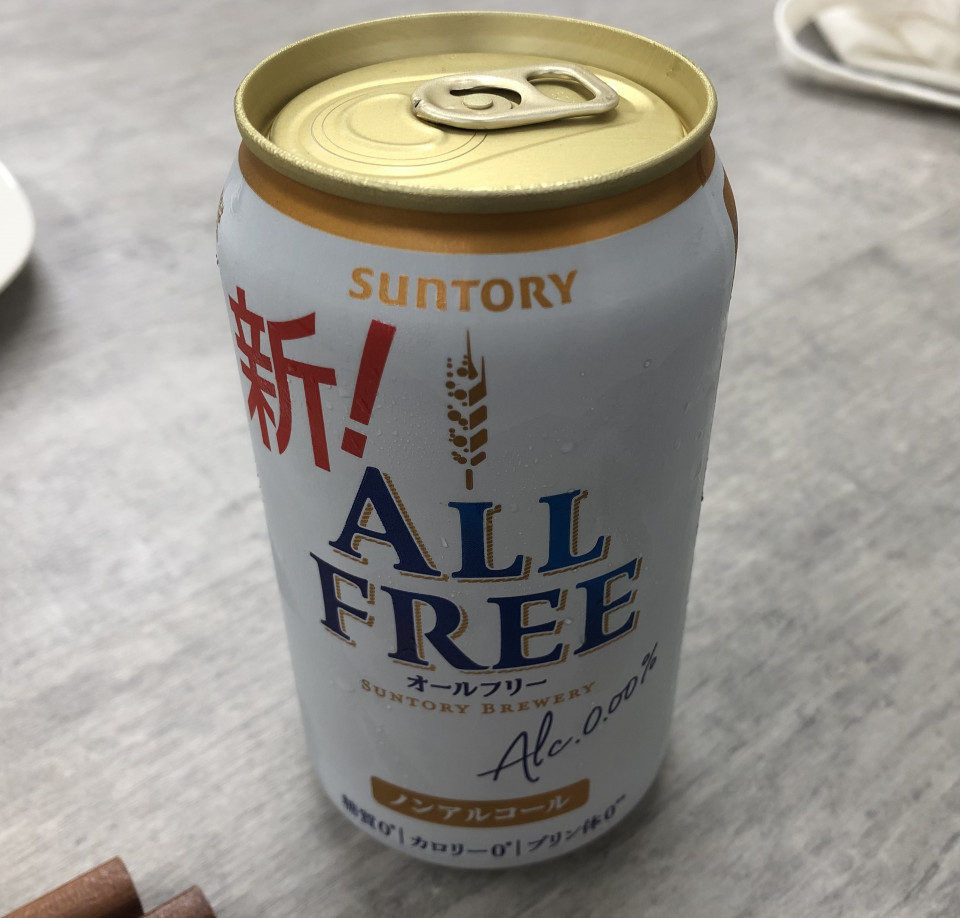 SUNTORY
新!
ALL
FREE
オールフリー
SUNTORY BREWERY
Alc.0.00%
ノンアルコール
糖質0*|カロリー0*|プリン体0**